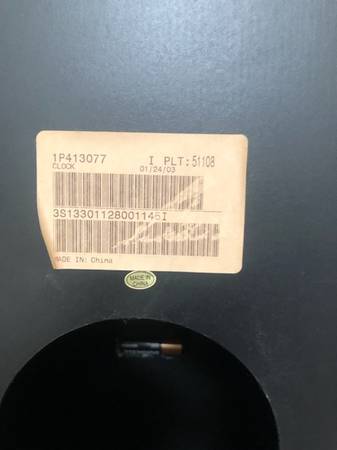 1P413077 I PLT:51108
CLOCK 01/24/03
3S13301128001145I
MADE IN: China
MADE IN
CHINA